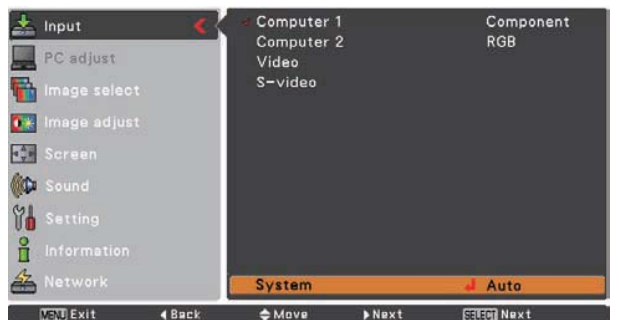 Input
PC adjust
Image select
Image adjust
Screen
Sound
Setting
Information
Network
Computer 1 Component
Computer 2 RGB
Video
S-video
System Auto
MENU Exit Back Move Next SELECT Next